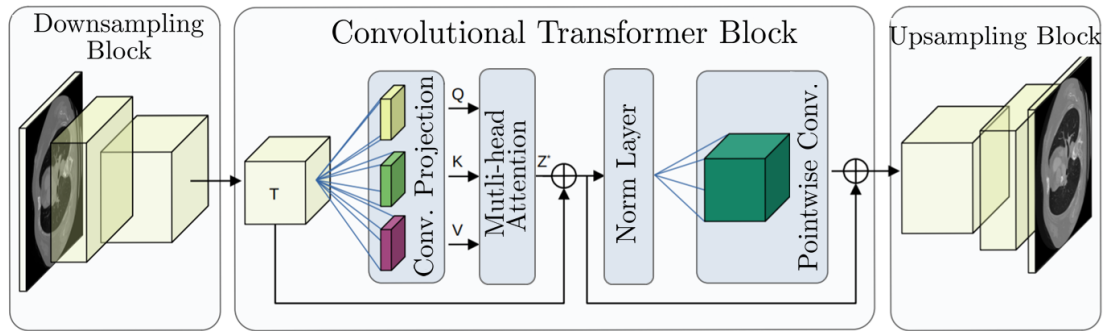 Downsampling
Block
Convolutional Transformer Block
Upsampling Block
T
Conv. Projection
Q
K
V
Mutli-head
Attention
Z'
Norm Layer
Pointwise Conv.